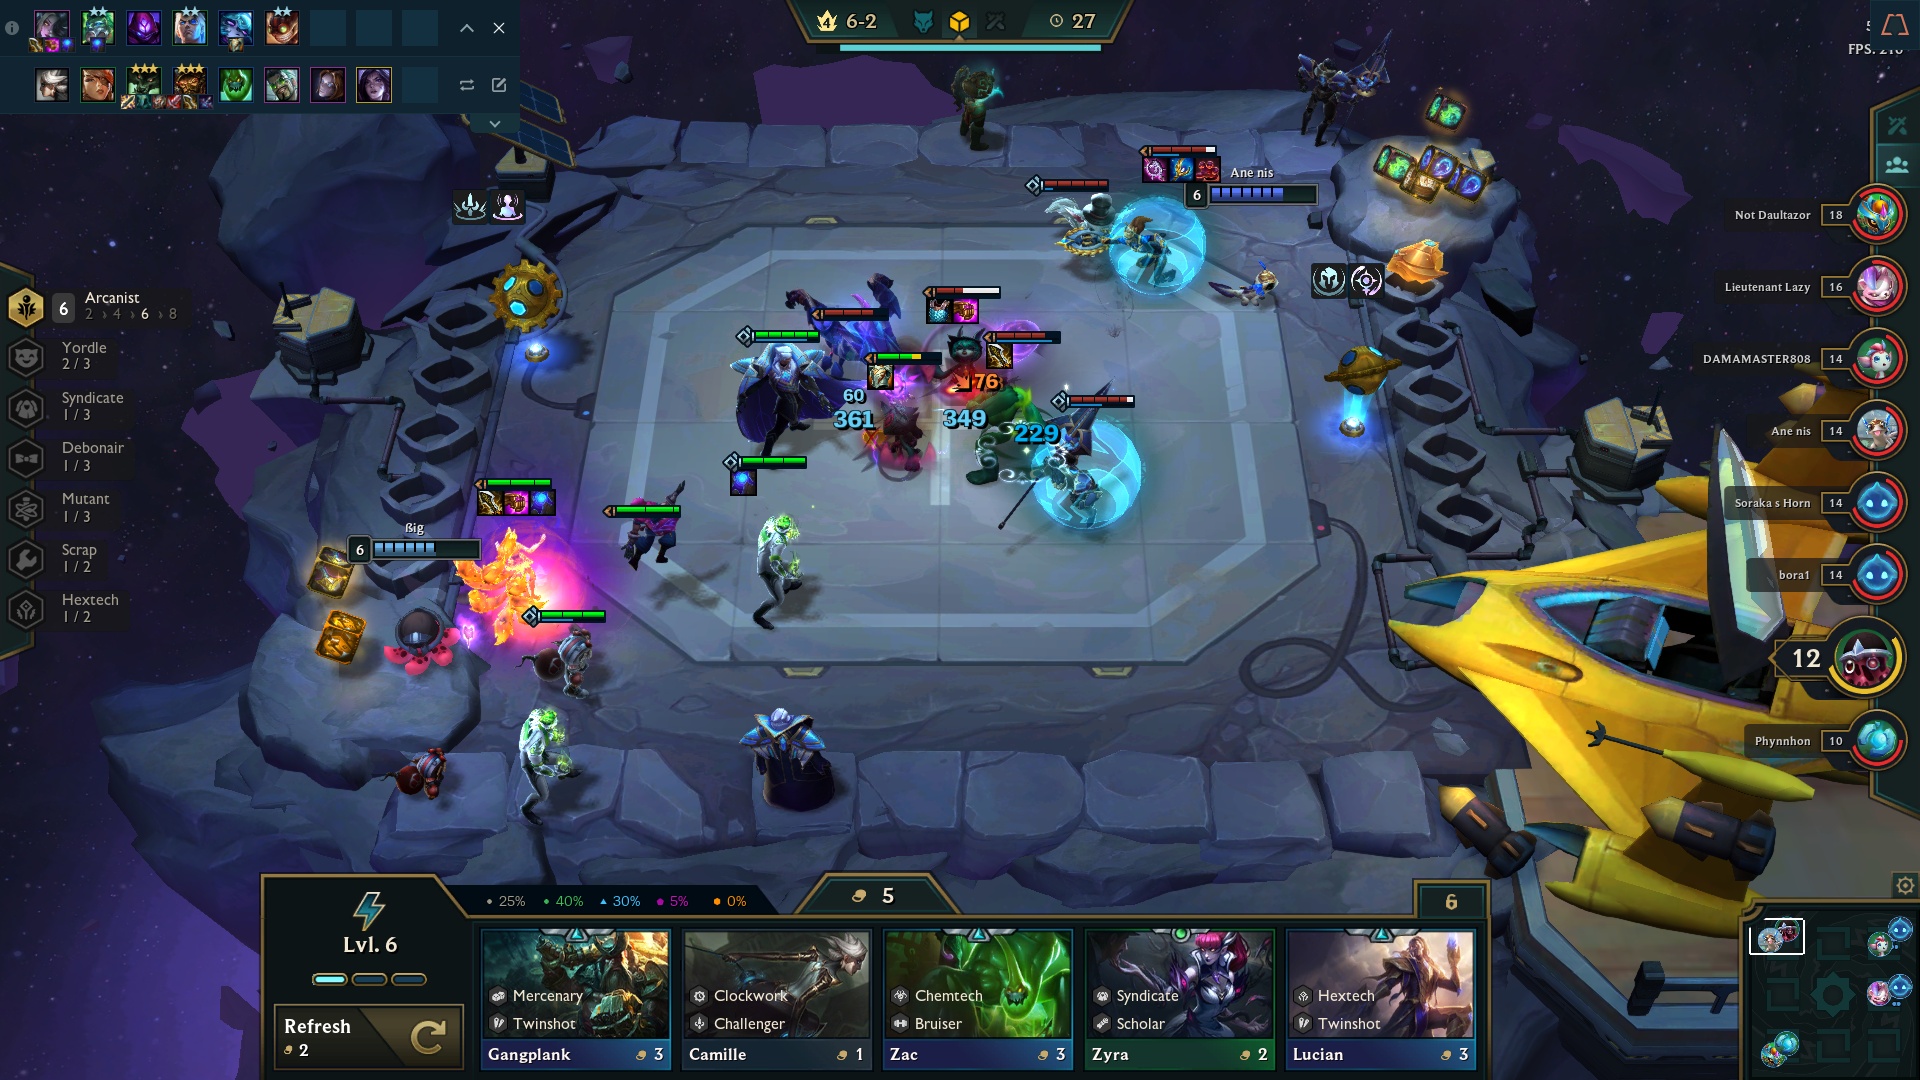 6-2
27
FPS: 210
Ane nis
6
Not Daultazor 18
Lieutenant Lazy 16
DAMAMASTER808 14
Ane nis 14
Soraka s Horn 14
bora1 14
12
Phynnhon 10
6 Arcanist
2 › 4 › 6 › 8
Yordle
2 / 3
Syndicate
1 / 3
Debonair
1 / 3
Mutant
1 / 3
Scrap
1 / 2
Hextech
1 / 2
76
60
361
349
229
ßig
6
25% 40% 30% 5% 0%
5
6
Lvl. 6
Refresh
2
Mercenary
Twinshot
Gangplank 3
Clockwork
Challenger
Camille 1
Chemtech
Bruiser
Zac 3
Syndicate
Scholar
Zyra 2
Hextech
Twinshot
Lucian 3